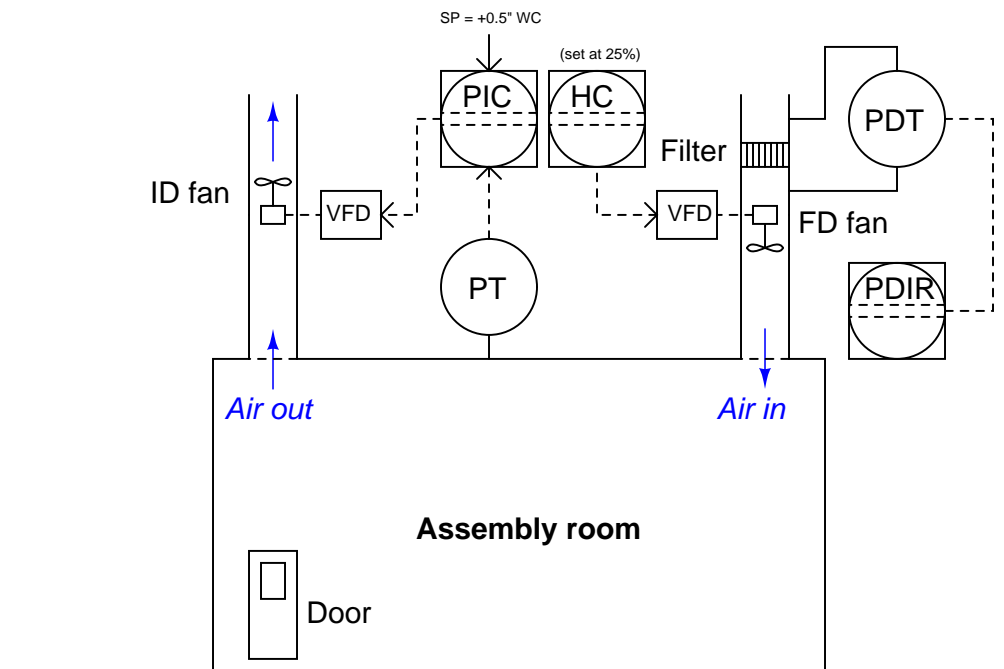 SP = +0.5" WC
(set at 25%)
PIC
HC
PDT
Filter
ID fan
VFD
VFD
FD fan
PT
PDIR
Air out
Air in
Assembly room
Door